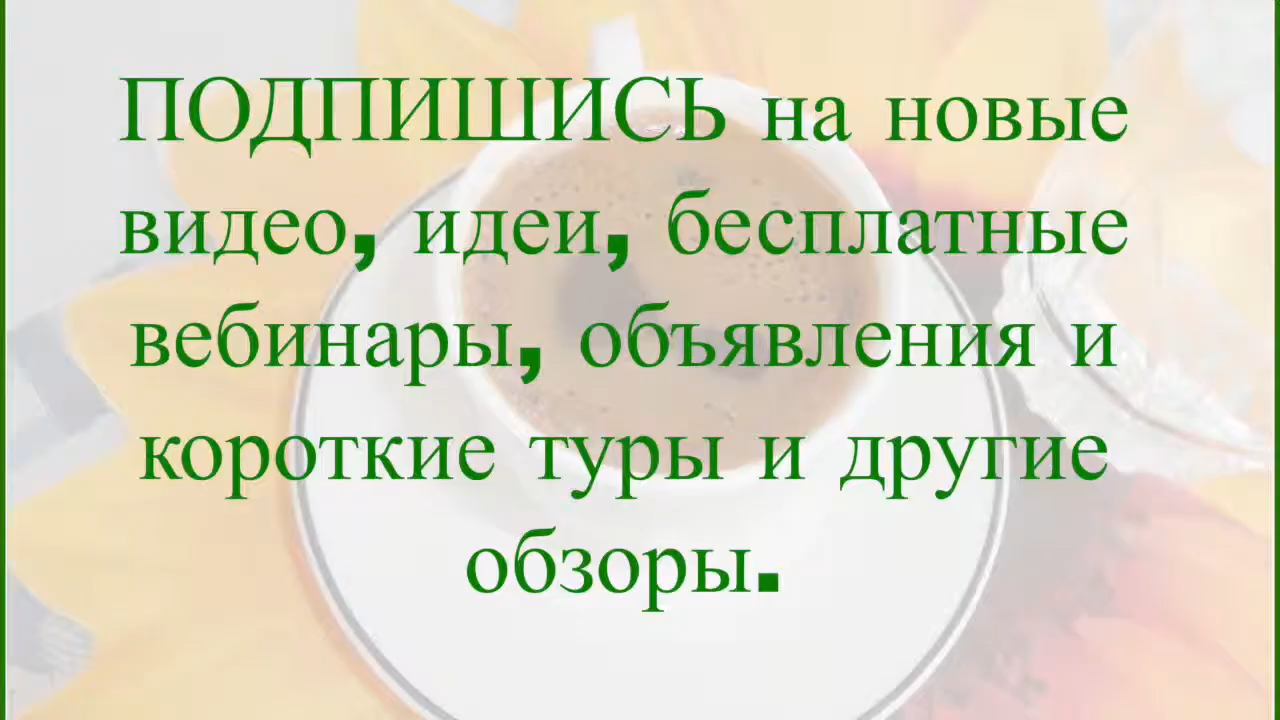 ПОДПИШИСЬ на новые
видео, идеи, бесплатные
вебинары, объявления и
короткие туры и другие
обзоры.